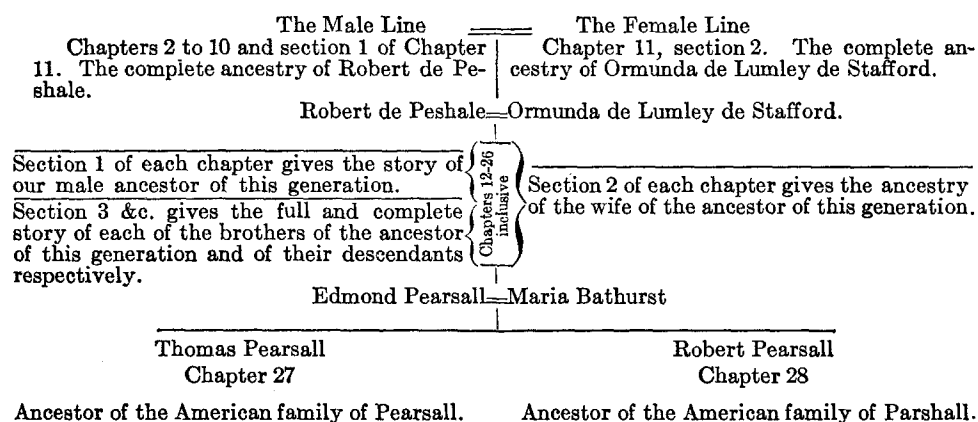 The Male Line
Chapters 2 to 10 and section 1 of Chapter
11. The complete ancestry of Robert de Pe-
shale.
The Female Line
Chapter 11, section 2. The complete an-
cestry of Ormunda de Lumley de Stafford.
Robert de Peshale=Ormunda de Lumley de Stafford.
Section 1 of each chapter gives the story of
our male ancestor of this generation.
Section 3 &c. gives the full and complete
story of each of the brothers of the ancestor
of this generation and of their descendants
respectively.
Chapters 12-26
inclusive
Section 2 of each chapter gives the ancestry
of the wife of the ancestor of this generation.
Edmond Pearsall=Maria Bathurst
Thomas Pearsall
Chapter 27
Ancestor of the American family of Pearsall.
Robert Pearsall
Chapter 28
Ancestor of the American family of Parshall.